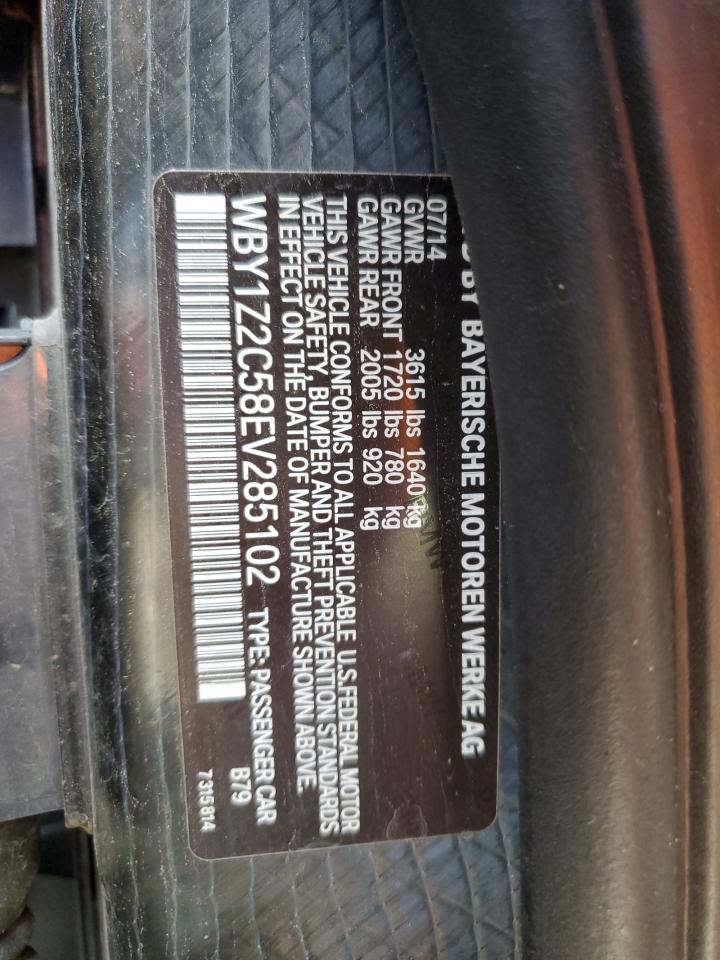 BY BAYERISCHE MOTOREN WERKE AG
07/14
GVWR 3615 lbs 1640 kg
GAWR FRONT 1720 lbs 780 kg
GAWR REAR 2005 lbs 920 kg
THIS VEHICLE CONFORMS TO ALL APPLICABLE U.S.FEDERAL MOTOR
VEHICLE SAFETY, BUMPER AND THEFT PREVENTION STANDARDS
IN EFFECT ON THE DATE OF MANUFACTURE SHOWN ABOVE.
WBY1Z2C58EV285102 TYPE: PASSENGER CAR
B79
7315814